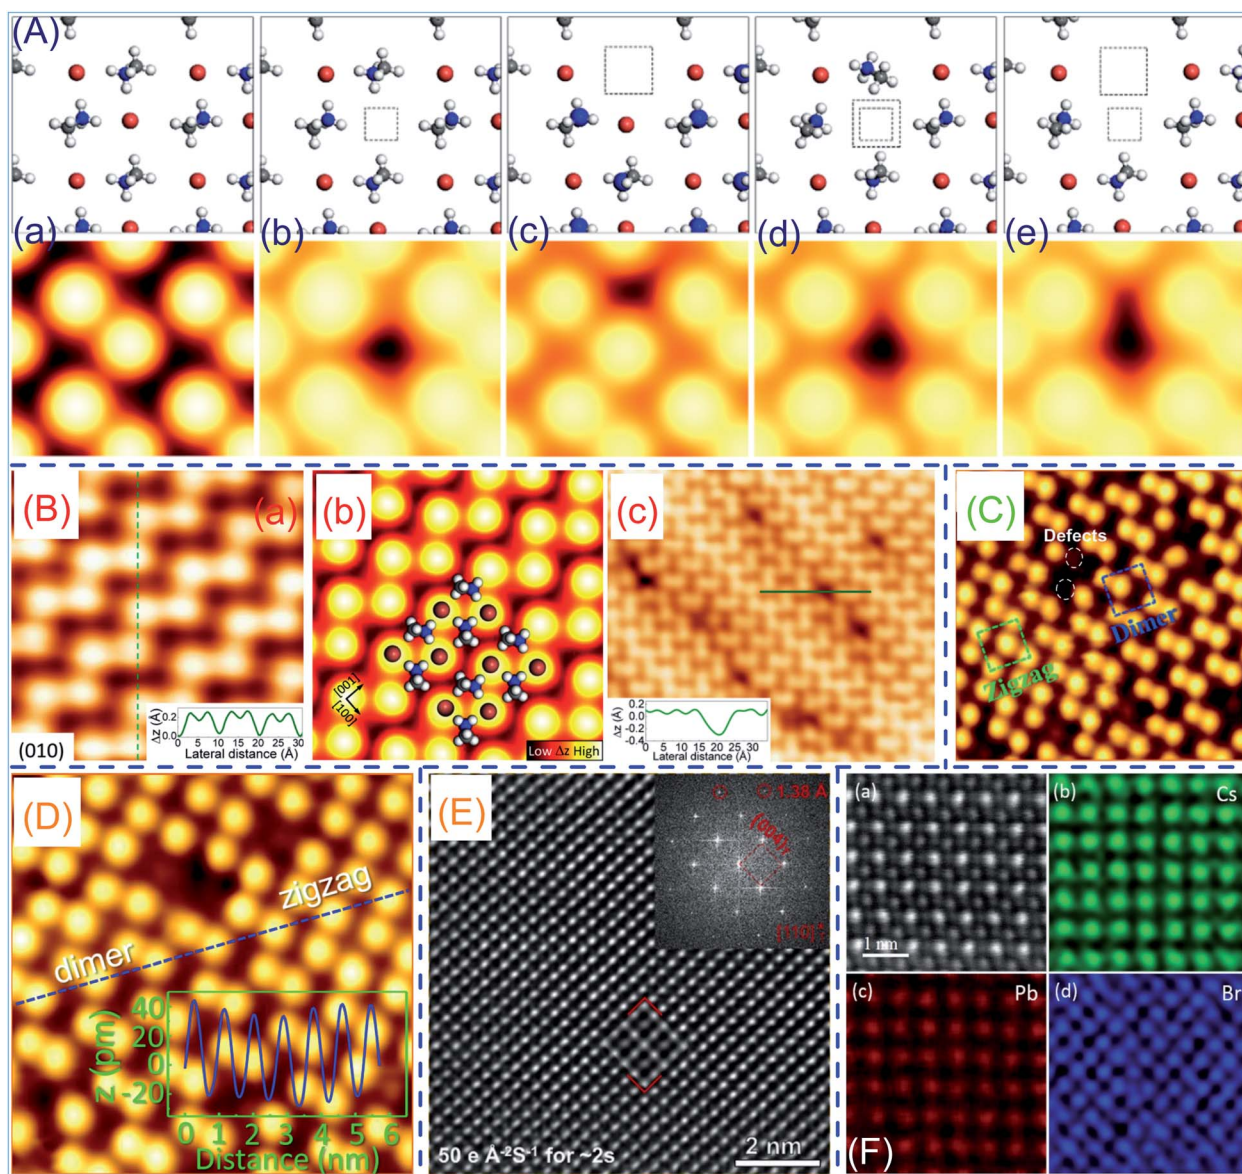 (A)
(a)
(b)
(c)
(d)
(e)
(B)
(a)
(010)
Δz (Å)
0.2
0.0
0 5 10 15 20 25 30
Lateral distance (Å)
(b)
[001]
[100]
Low Δz High
(c)
Δz (Å)
0.2
0.0
-0.2
-0.4
0 5 10 15 20 25 30
Lateral distance (Å)
(C)
Defects
Dimer
Zigzag
(D)
zigzag
dimer
z (pm)
40
20
0
-20
0 1 2 3 4 5 6
Distance (nm)
(E)
1.38 Å
50 e Å⁻²S⁻¹ for ~2s
2 nm
(a)
1 nm
(b)
Cs
(c)
Pb
(d)
Br
(F)